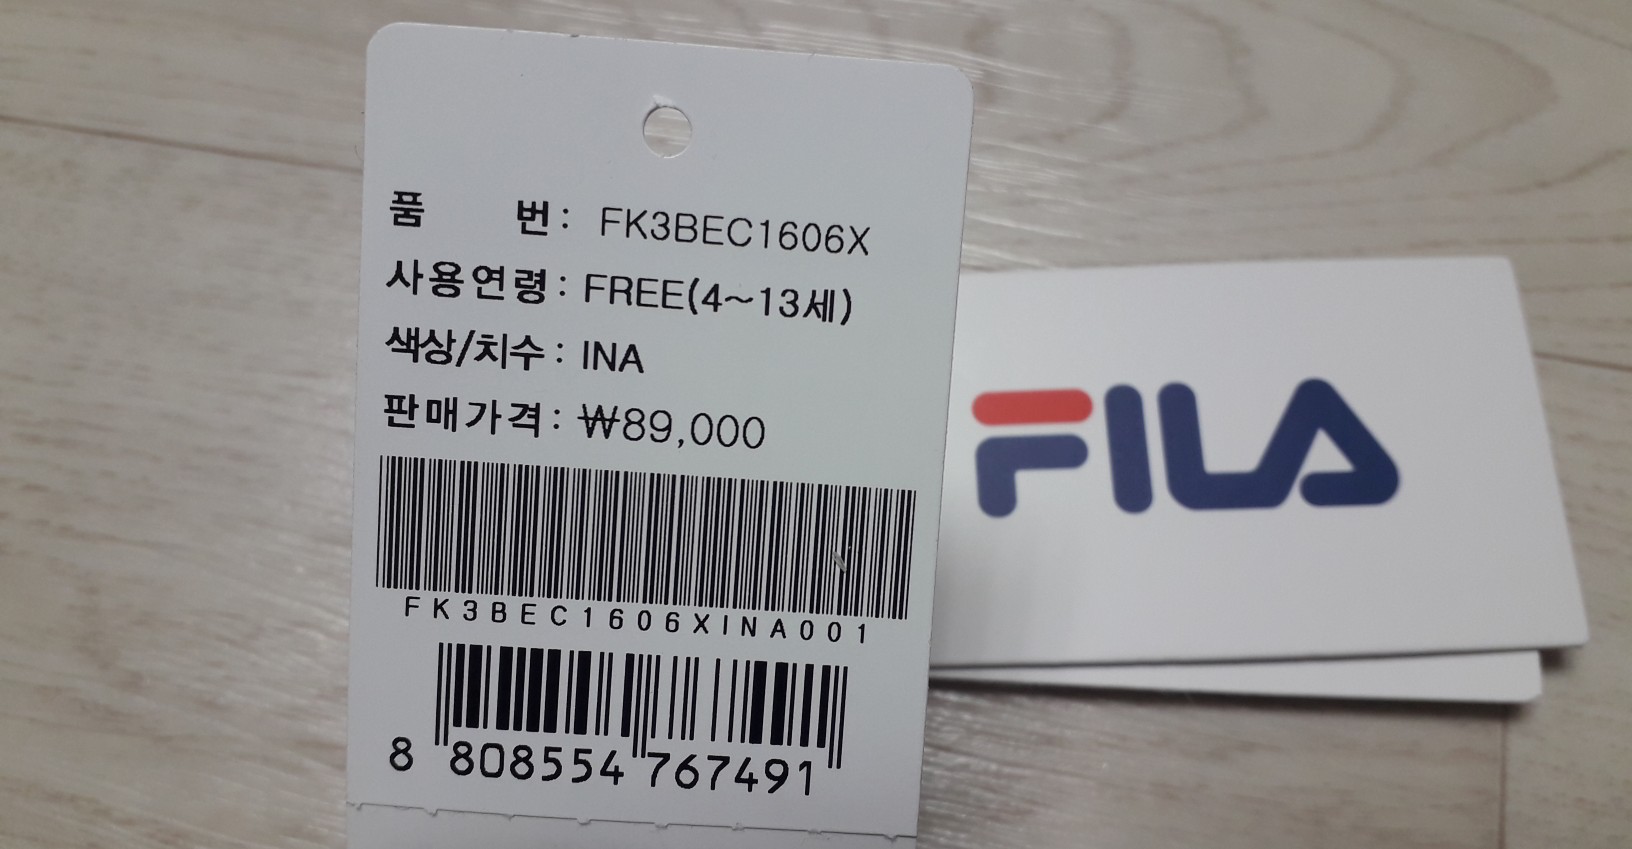 품 번: FK3BEC1606X
사용연령: FREE(4~13세)
색상/치수: INA
판매가격: ₩89,000
FK3BEC1606XINA001
8 808554 767491
FILA